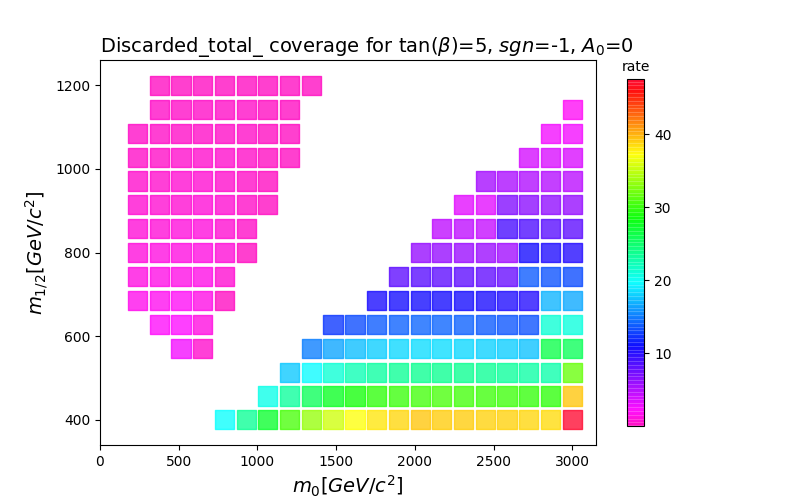 Discarded_total_ coverage for tan(β)=5, sgn=-1, A₀=0
rate
1200
1000
800
600
400
40
30
20
10
m₁/₂[GeV/c²]
0 500 1000 1500 2000 2500 3000
m₀[GeV/c²]